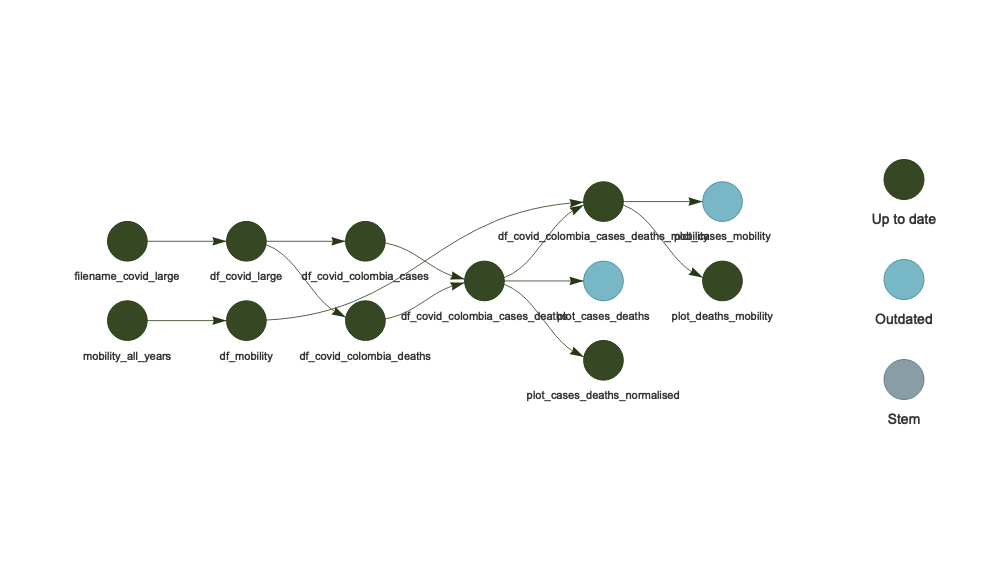 df_covid_colombia_cases_deaths_mobility
plot_cases_mobility
filename_covid_large
df_covid_large
df_covid_colombia_cases
df_covid_colombia_cases_deaths
plot_cases_deaths
plot_deaths_mobility
mobility_all_years
df_mobility
df_covid_colombia_deaths
plot_cases_deaths_normalised
Up to date
Outdated
Stem